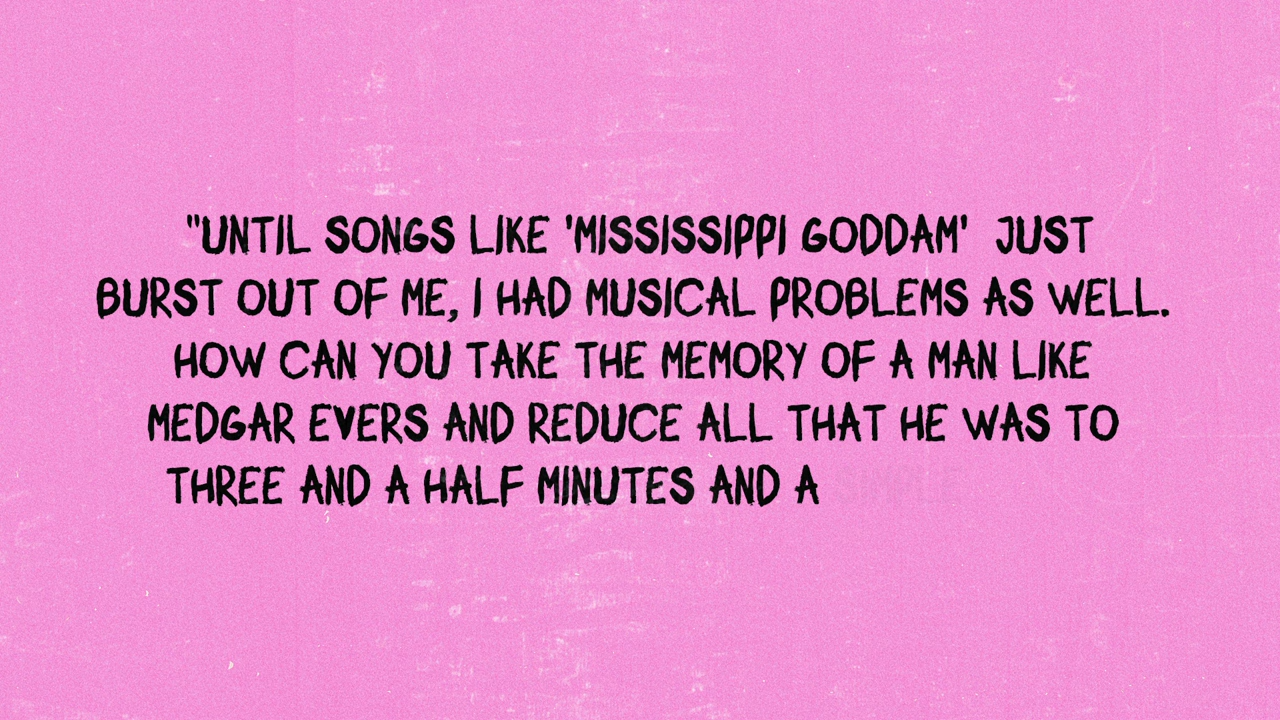 "UNTIL SONGS LIKE 'MISSISSIPPI GODDAM' JUST
BURST OUT OF ME, I HAD MUSICAL PROBLEMS AS WELL.
HOW CAN YOU TAKE THE MEMORY OF A MAN LIKE
MEDGAR EVERS AND REDUCE ALL THAT HE WAS TO
THREE AND A HALF MINUTES AND A